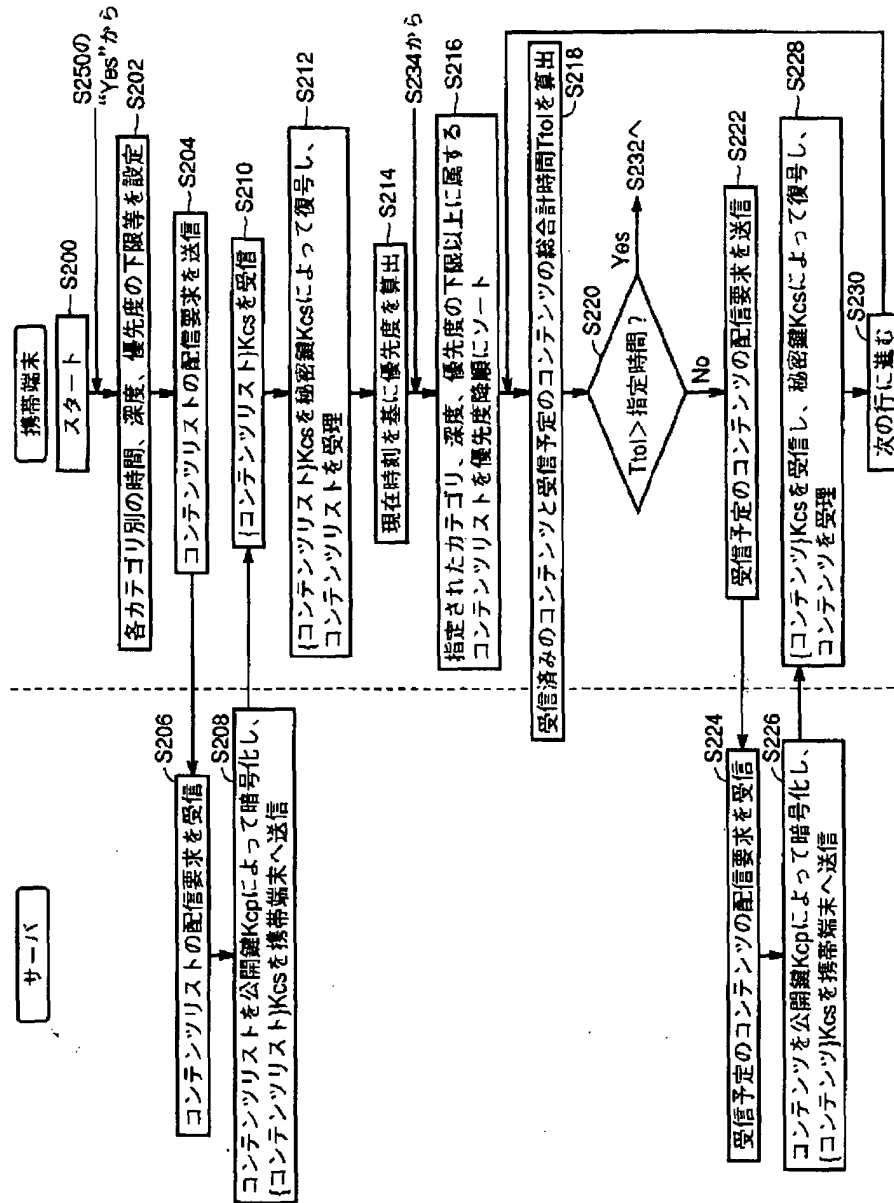 サーバ
携帯端末
スタート
S200
S250の
“Yes”から
S202
各カテゴリ別の時間、深度、優先度の下限等を設定
S204
コンテンツリストの配信要求を送信
S206
コンテンツリストの配信要求を受信
S208
コンテンツリストを公開鍵Kcpによって暗号化し、
{コンテンツリスト}Kcsを携帯端末へ送信
S210
{コンテンツリスト}Kcsを受信
S212
{コンテンツリスト}Kcsを秘密鍵Kcsによって復号し、
コンテンツリストを受理
S214
現在時刻を基に優先度を算出
S234から
S216
指定されたカテゴリ、深度、優先度の下限以上に属する
コンテンツリストを優先度降順にソート
受信済みのコンテンツと受信予定のコンテンツの総合計時間Ttolを算出
S218
S220
Ttol＞指定時間？
Yes
S232へ
No
S222
受信予定のコンテンツの配信要求を送信
S224
受信予定のコンテンツの配信要求を受信
S226
コンテンツを公開鍵Kcpによって暗号化し、
{コンテンツ}Kcsを携帯端末へ送信
S228
{コンテンツ}Kcsを受信し、秘密鍵Kcsによって復号し、
コンテンツを受理
S230
次の行に進む